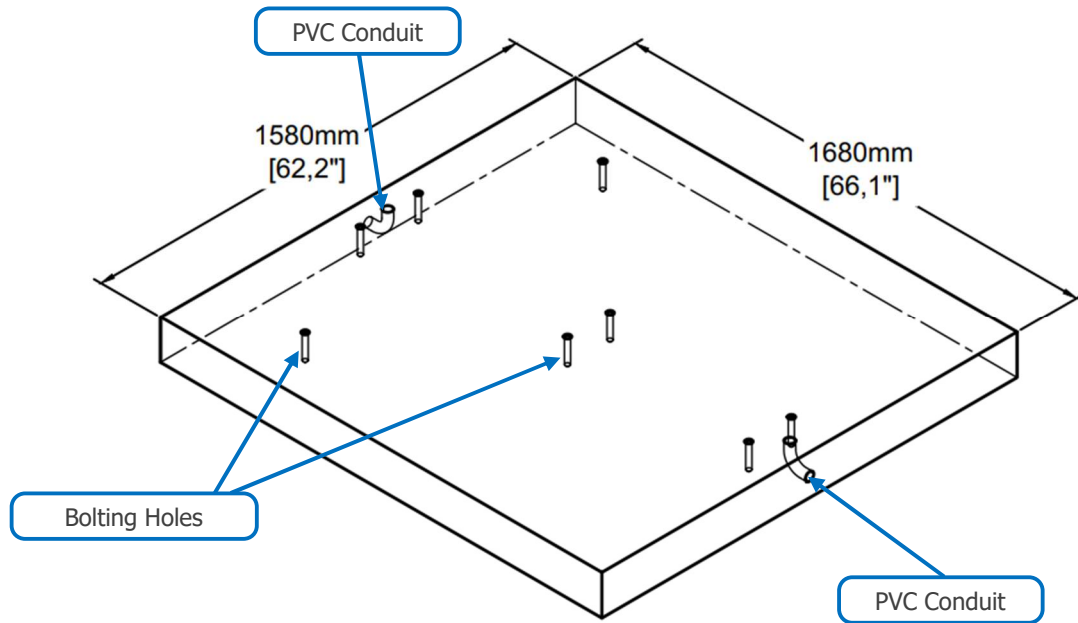 PVC Conduit
1580mm
[62,2"]
1680mm
[66,1"]
Bolting Holes
PVC Conduit